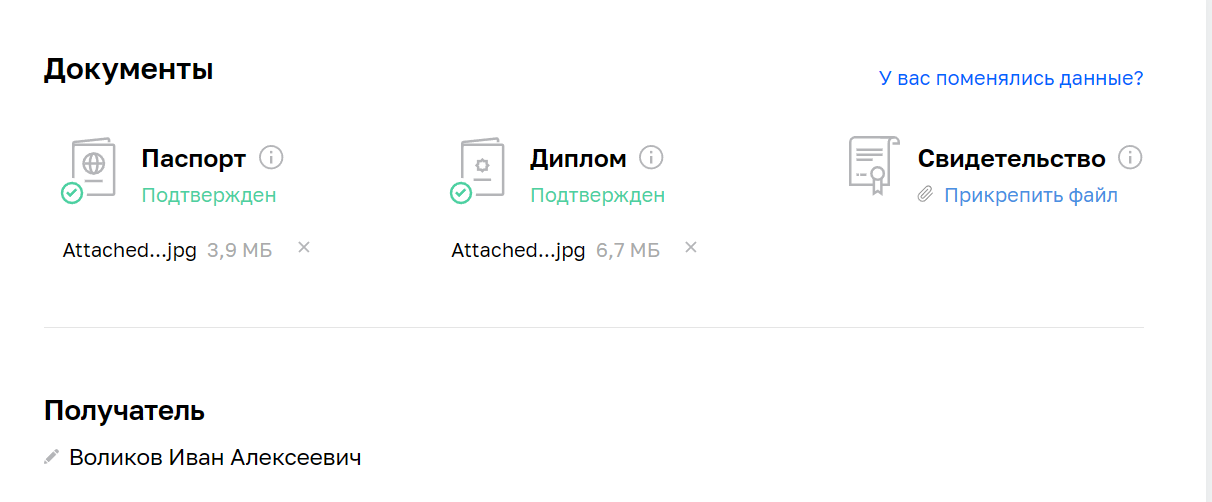 Документы
У вас поменялись данные?
Паспорт
Подтвержден
Attached...jpg 3,9 МБ
Диплом
Подтвержден
Attached...jpg 6,7 МБ
Свидетельство
Прикрепить файл
Получатель
Воликов Иван Алексеевич